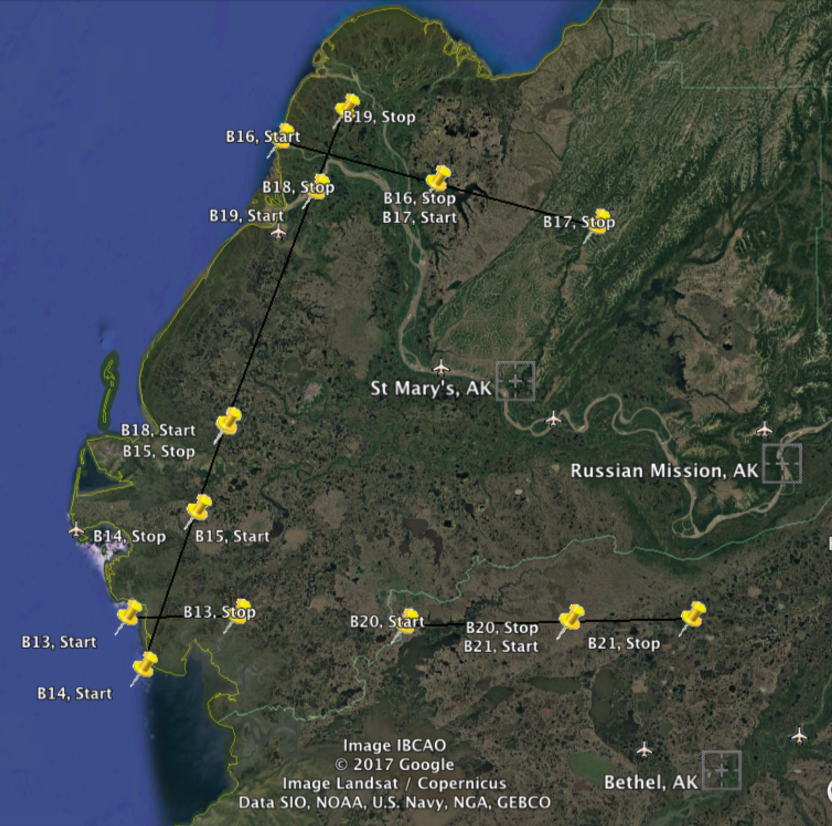 B19, Stop
B16, Start
B18, Stop
B16, Stop
B19, Start
B17, Start
B17, Stop
St Mary's, AK
B18, Start
B15, Stop
Russian Mission, AK
B14, Stop
B15, Start
B13, Stop
B20, Start
B20, Stop
B13, Start
B21, Start
B21, Stop
B14, Start
Image IBCAO
© 2017 Google
Image Landsat / Copernicus
Bethel, AK
Data SIO, NOAA, U.S. Navy, NGA, GEBCO